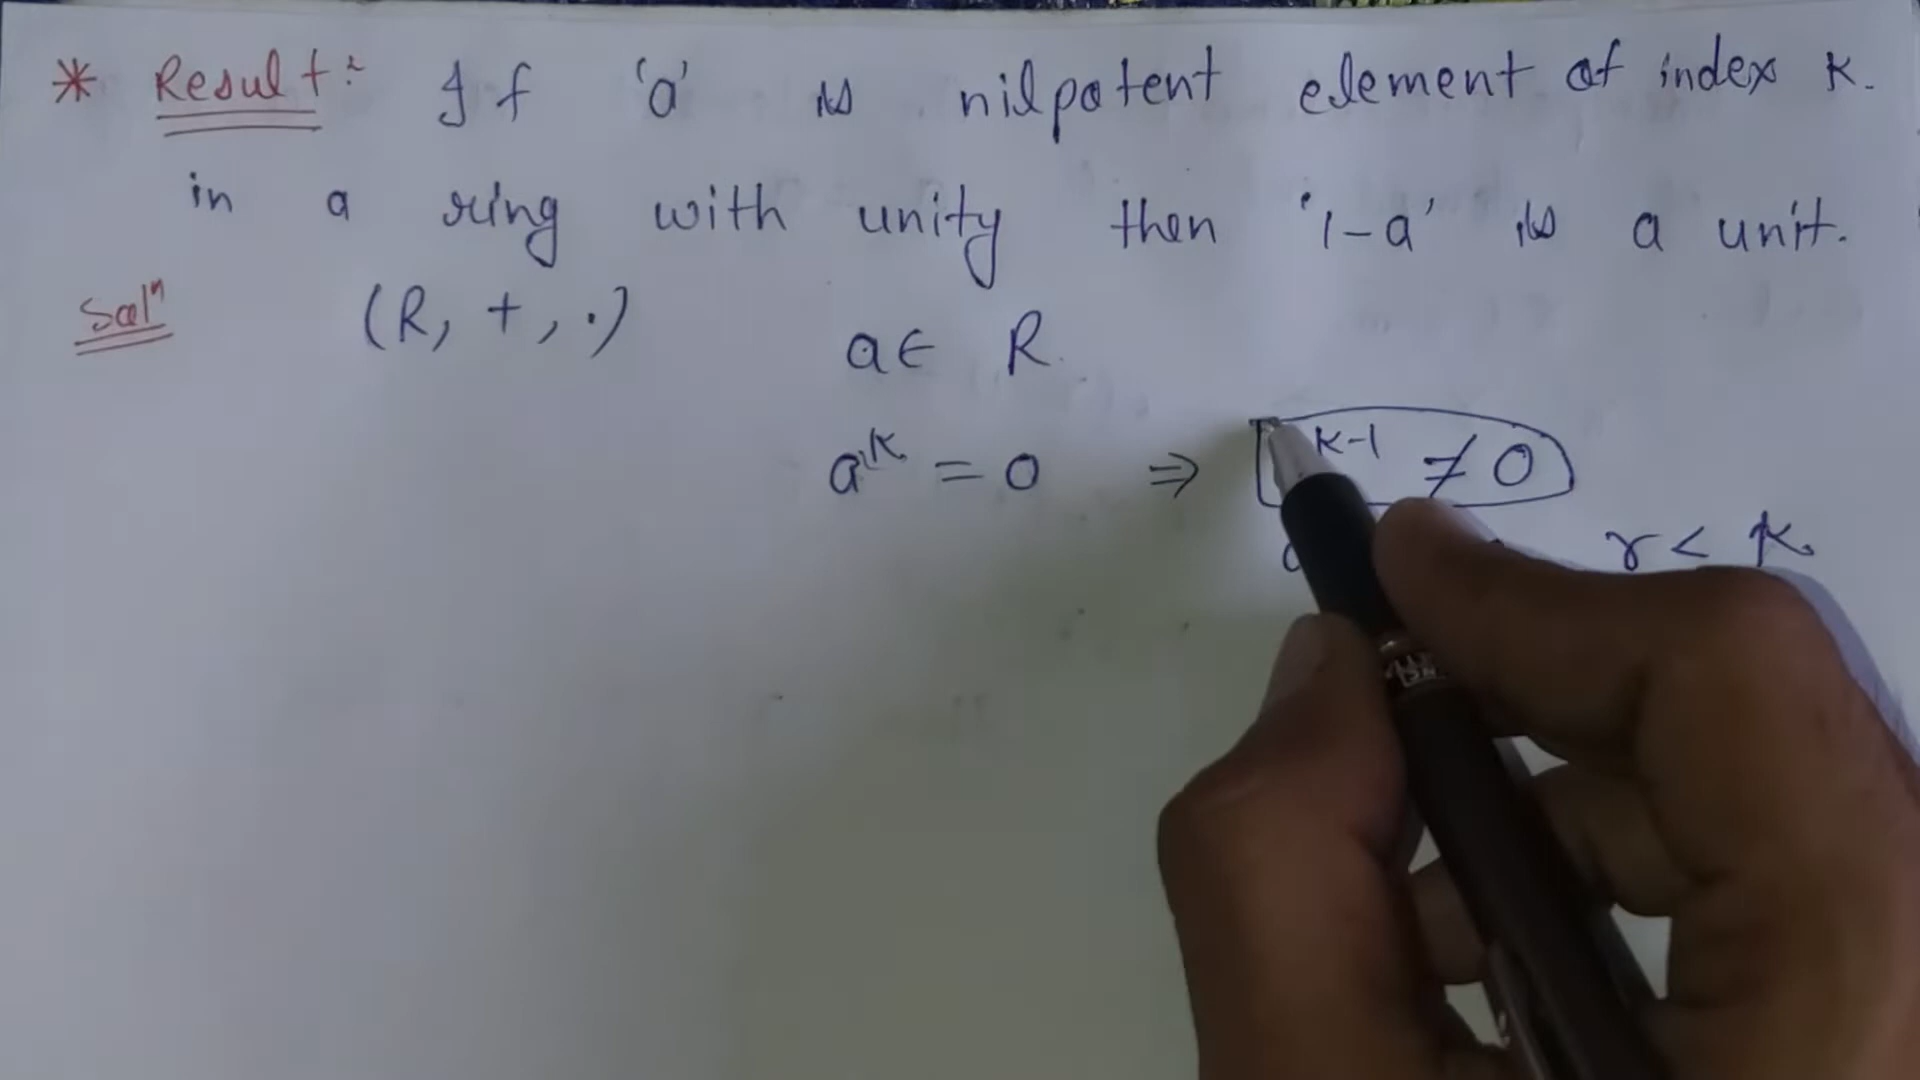 * Result: If 'a' is nilpotent element of index K.
in a ring with unity then '1-a' is a unit.
Solⁿ (R, +, .) a ∈ R
a^K = 0 ⇒ ^K-1 ≠ 0
r < K.